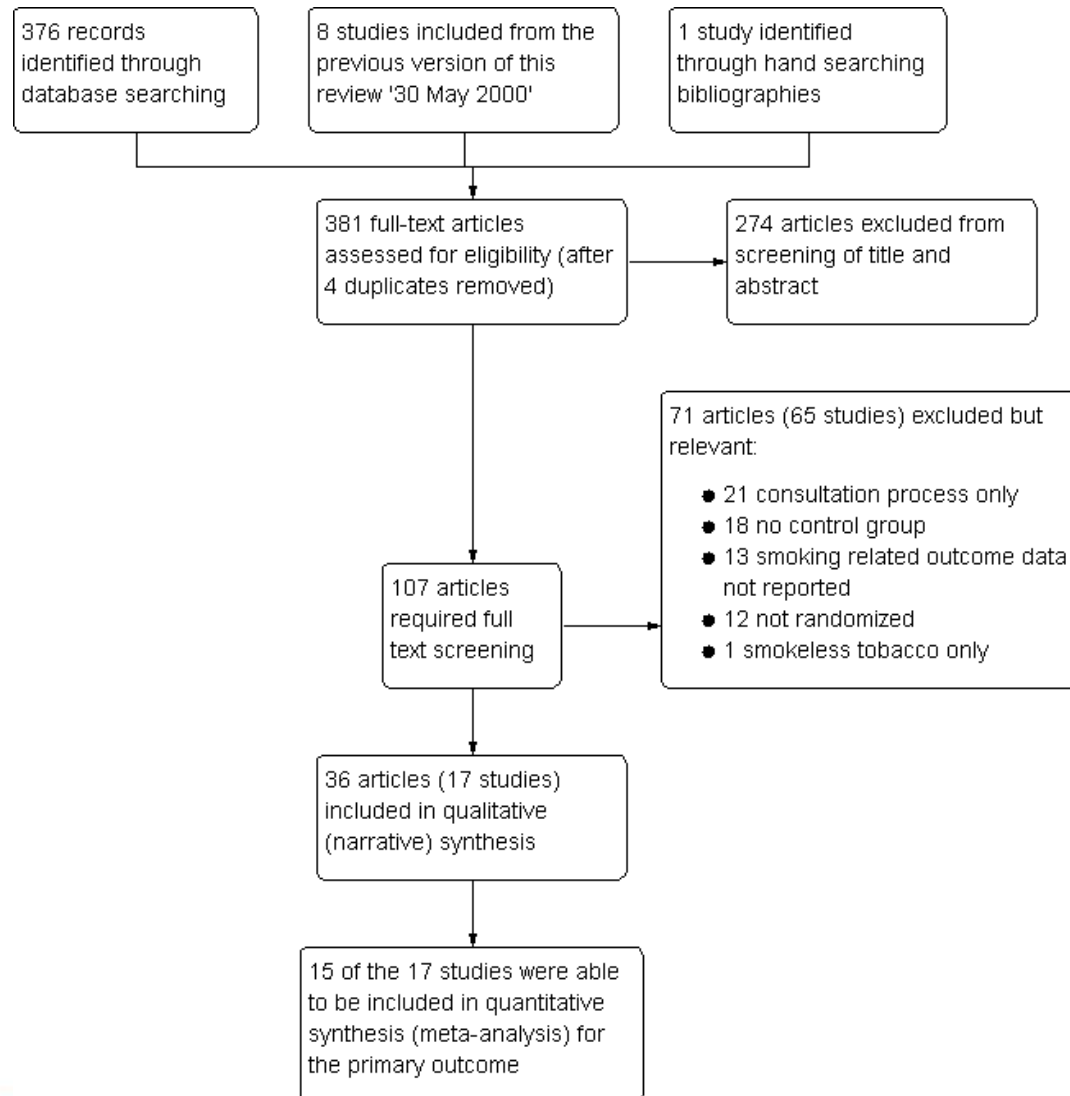 376 records
identified through
database searching
8 studies included from the
previous version of this
review '30 May 2000'
1 study identified
through hand searching
bibliographies
381 full-text articles
assessed for eligibility (after
4 duplicates removed)
274 articles excluded from
screening of title and
abstract
71 articles (65 studies) excluded but
relevant:
● 21 consultation process only
● 18 no control group
● 13 smoking related outcome data
not reported
● 12 not randomized
● 1 smokeless tobacco only
107 articles
required full
text screening
36 articles (17 studies)
included in qualitative
(narrative) synthesis
15 of the 17 studies were able
to be included in quantitative
synthesis (meta-analysis) for
the primary outcome